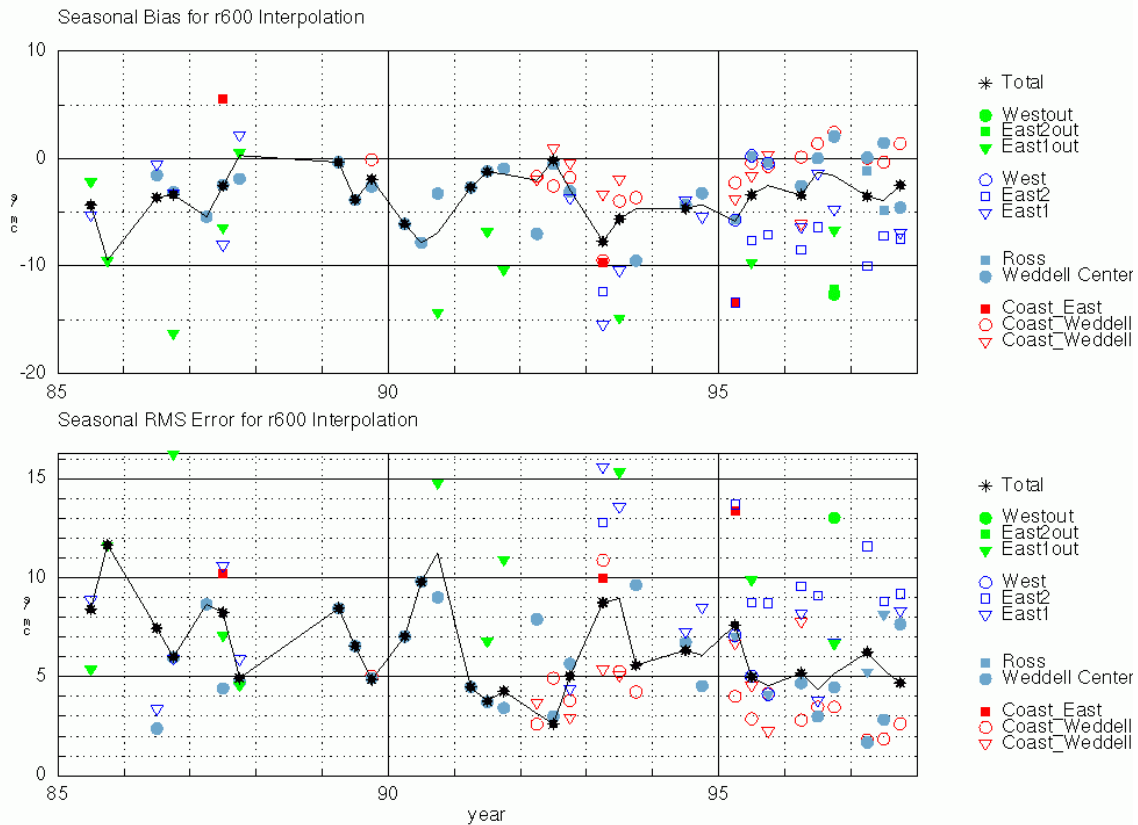 Seasonal Bias for r600 Interpolation
10
0
-10
-20
85
90
95
Total
Westout
East2out
East1out
West
East2
East1
Ross
Weddell Center
Coast_East
Coast_Weddell
Coast_Weddell
Seasonal RMS Error for r600 Interpolation
15
10
5
0
85
90
95
year
Total
Westout
East2out
East1out
West
East2
East1
Ross
Weddell Center
Coast_East
Coast_Weddell
Coast_Weddell